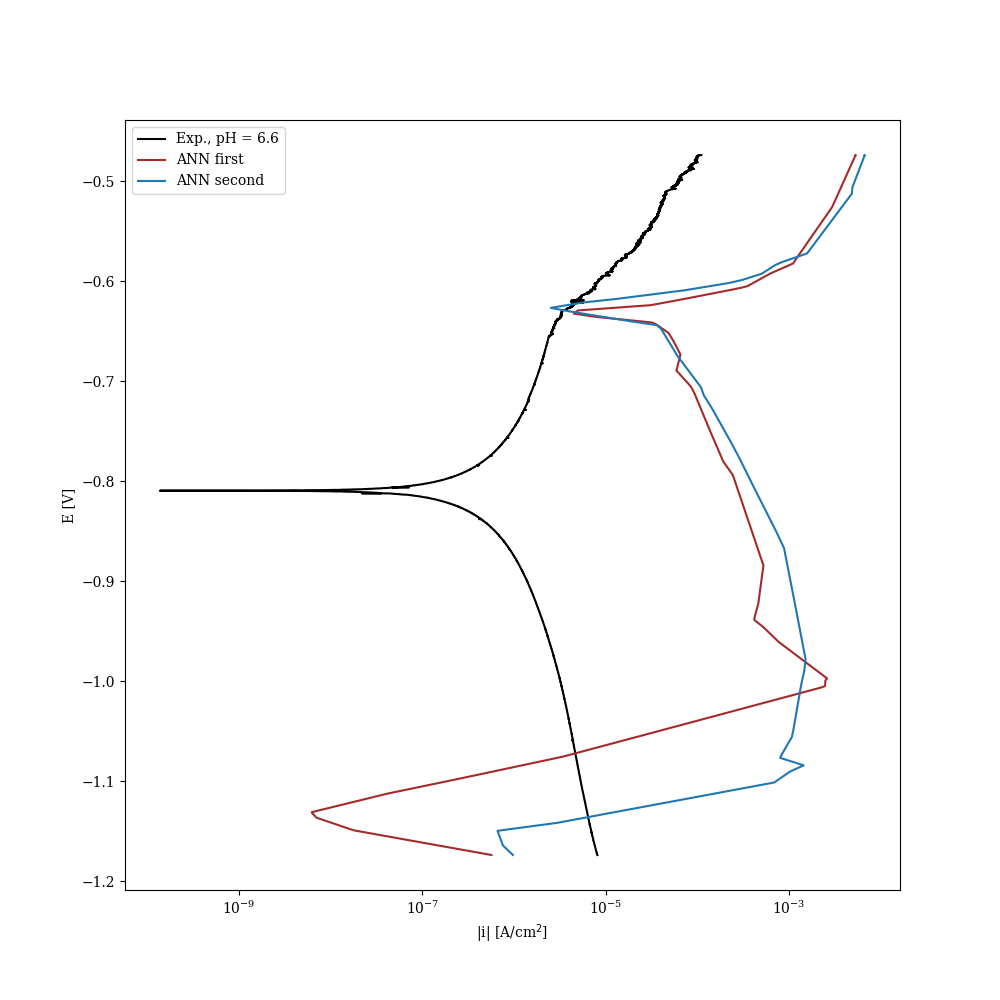 Exp., pH = 6.6
ANN first
ANN second
−0.5
−0.6
−0.7
−0.8
−0.9
−1.0
−1.1
−1.2
E [V]
10⁻⁹
10⁻⁷
10⁻⁵
10⁻³
|i| [A/cm²]